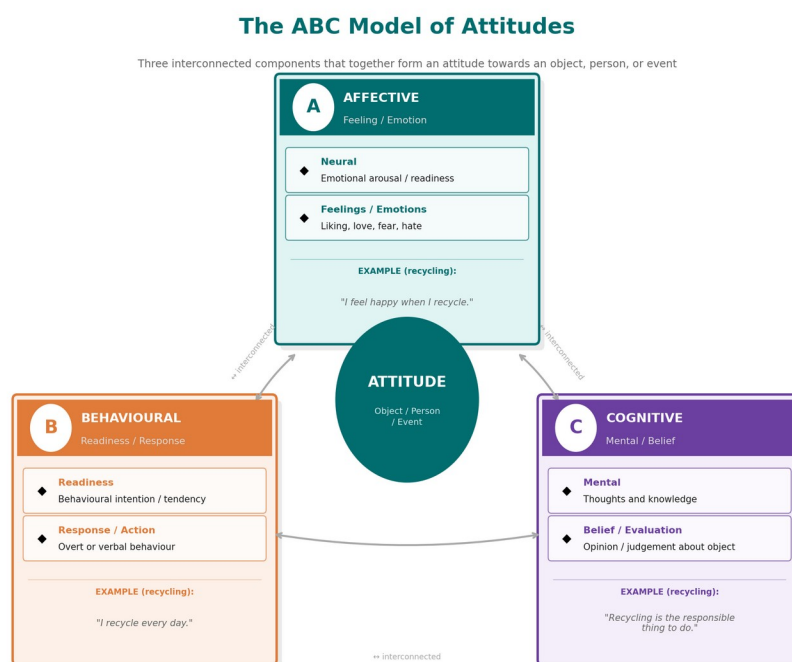 The ABC Model of Attitudes
Three interconnected components that together form an attitude towards an object, person, or event
A
AFFECTIVE
Feeling / Emotion
Neural
Emotional arousal / readiness
Feelings / Emotions
Liking, love, fear, hate
EXAMPLE (recycling):
"I feel happy when I recycle."
↔ interconnected
↔ interconnected
ATTITUDE
Object / Person
/ Event
B
BEHAVIOURAL
Readiness / Response
Readiness
Behavioural intention / tendency
Response / Action
Overt or verbal behaviour
EXAMPLE (recycling):
"I recycle every day."
C
COGNITIVE
Mental / Belief
Mental
Thoughts and knowledge
Belief / Evaluation
Opinion / judgement about object
EXAMPLE (recycling):
"Recycling is the responsible
thing to do."
↔ interconnected